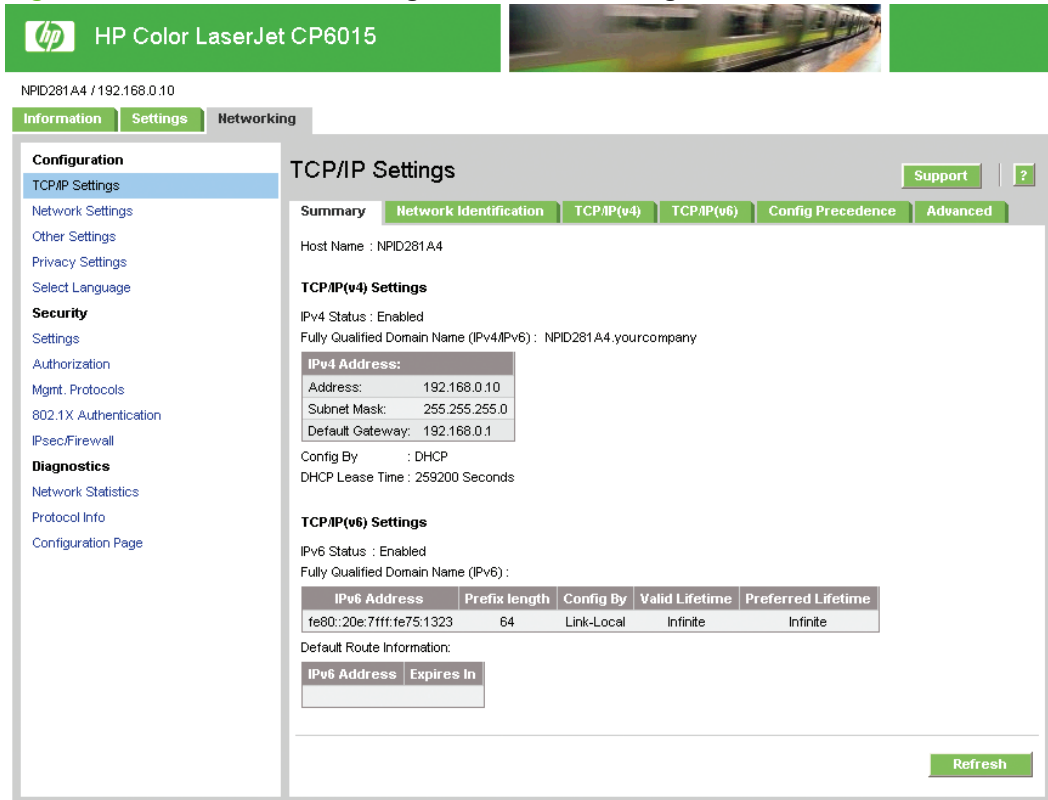 hp HP Color LaserJet CP6015
NPID281A4 / 192.168.0.10
Information Settings Networking
Configuration
TCP/IP Settings
Network Settings
Other Settings
Privacy Settings
Select Language
Security
Settings
Authorization
Mgmt. Protocols
802.1X Authentication
IPsec/Firewall
Diagnostics
Network Statistics
Protocol Info
Configuration Page
TCP/IP Settings
Support ?
Summary Network Identification TCP/IP(v4) TCP/IP(v6) Config Precedence Advanced
Host Name : NPID281A4
TCP/IP(v4) Settings
IPv4 Status : Enabled
Fully Qualified Domain Name (IPv4/IPv6) : NPID281A4.yourcompany
IPv4 Address:
Address: 192.168.0.10
Subnet Mask: 255.255.255.0
Default Gateway: 192.168.0.1
Config By : DHCP
DHCP Lease Time : 259200 Seconds
TCP/IP(v6) Settings
IPv6 Status : Enabled
Fully Qualified Domain Name (IPv6) :
IPv6 Address Prefix length Config By Valid Lifetime Preferred Lifetime
fe80::20e:7fff:fe75:1323 64 Link-Local Infinite Infinite
Default Route Information:
IPv6 Address Expires In
Refresh